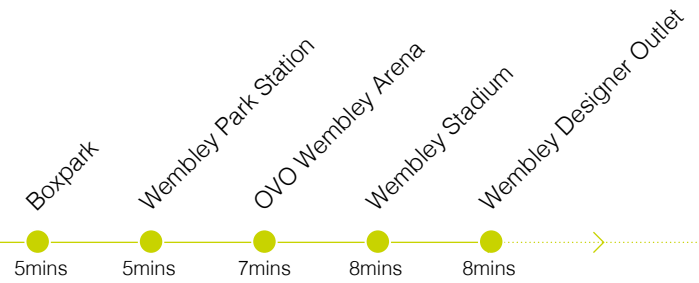 Boxpark
Wembley Park Station
OVO Wembley Arena
Wembley Stadium
Wembley Designer Outlet
5mins
5mins
7mins
8mins
8mins